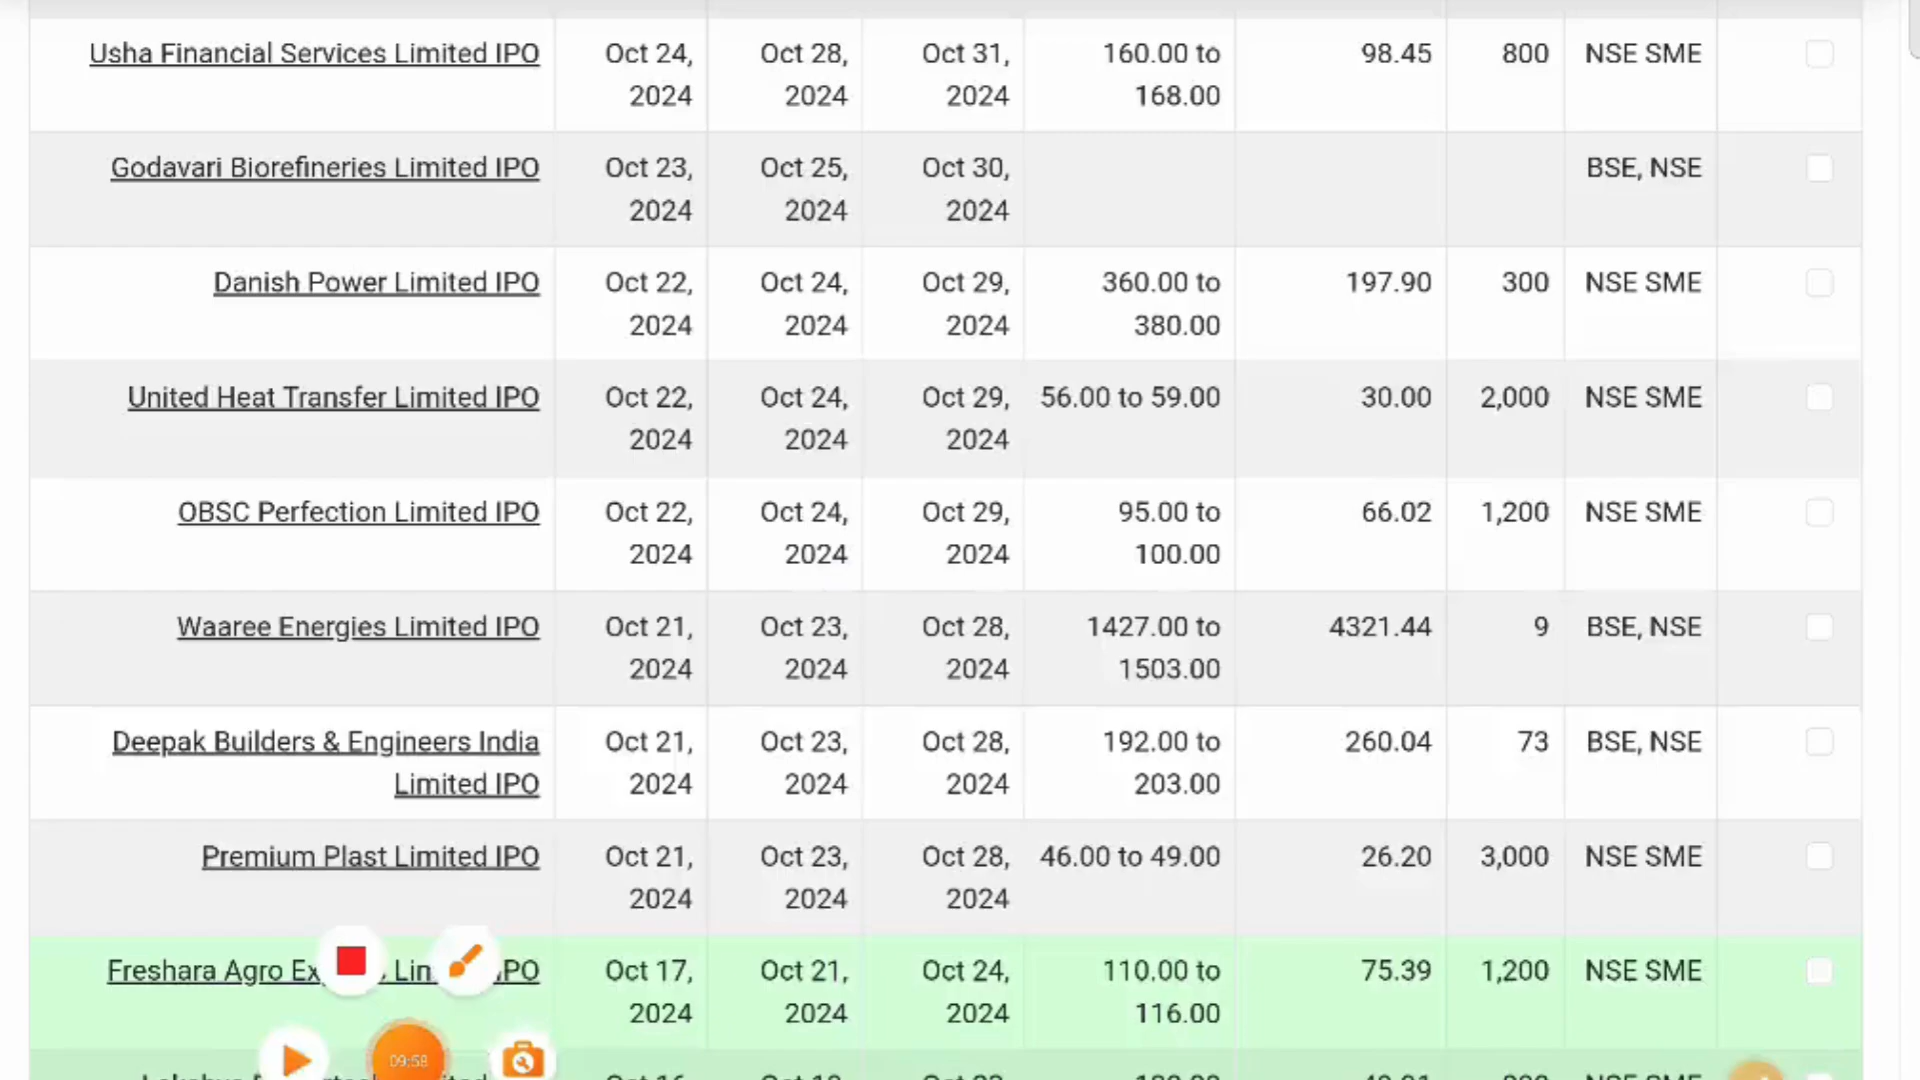 Usha Financial Services Limited IPO Oct 24, Oct 28, Oct 31, 160.00 to 98.45 800 NSE SME
2024 2024 2024 168.00
Godavari Biorefineries Limited IPO Oct 23, Oct 25, Oct 30, BSE, NSE
2024 2024 2024
Danish Power Limited IPO Oct 22, Oct 24, Oct 29, 360.00 to 197.90 300 NSE SME
2024 2024 2024 380.00
United Heat Transfer Limited IPO Oct 22, Oct 24, Oct 29, 56.00 to 59.00 30.00 2,000 NSE SME
2024 2024 2024
OBSC Perfection Limited IPO Oct 22, Oct 24, Oct 29, 95.00 to 66.02 1,200 NSE SME
2024 2024 2024 100.00
Waaree Energies Limited IPO Oct 21, Oct 23, Oct 28, 1427.00 to 4321.44 9 BSE, NSE
2024 2024 2024 1503.00
Deepak Builders & Engineers India Oct 21, Oct 23, Oct 28, 192.00 to 260.04 73 BSE, NSE
Limited IPO 2024 2024 2024 203.00
Premium Plast Limited IPO Oct 21, Oct 23, Oct 28, 46.00 to 49.00 26.20 3,000 NSE SME
2024 2024 2024
Freshara Agro IPO Oct 17, Oct 21, Oct 24, 110.00 to 75.39 1,200 NSE SME
2024 2024 2024 116.00
09:58